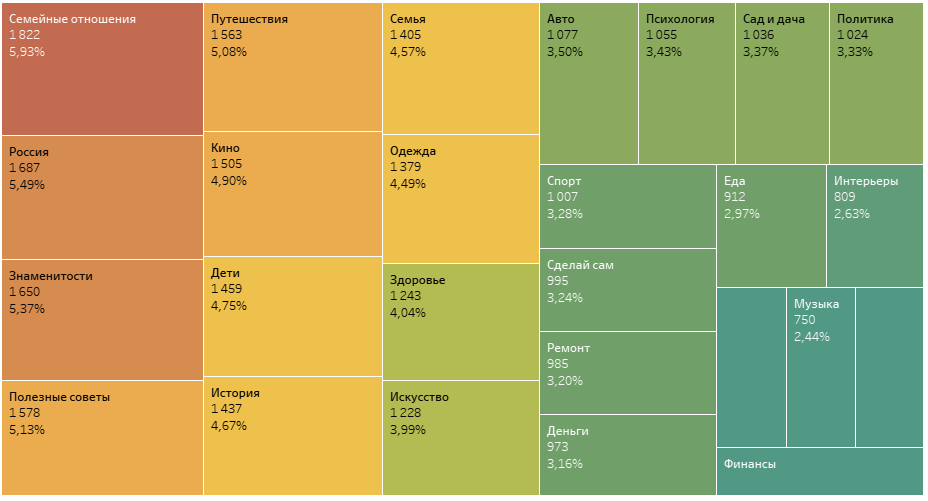 Семейные отношения
1 822
5,93%
Россия
1 687
5,49%
Знаменитости
1 650
5,37%
Полезные советы
1 578
5,13%
Путешествия
1 563
5,08%
Кино
1 505
4,90%
Дети
1 459
4,75%
История
1 437
4,67%
Семья
1 405
4,57%
Одежда
1 379
4,49%
Здоровье
1 243
4,04%
Искусство
1 228
3,99%
Авто
1 077
3,50%
Психология
1 055
3,43%
Сад и дача
1 036
3,37%
Политика
1 024
3,33%
Спорт
1 007
3,28%
Сделай сам
995
3,24%
Ремонт
985
3,20%
Деньги
973
3,16%
Еда
912
2,97%
Интерьеры
809
2,63%
Музыка
750
2,44%
Финансы